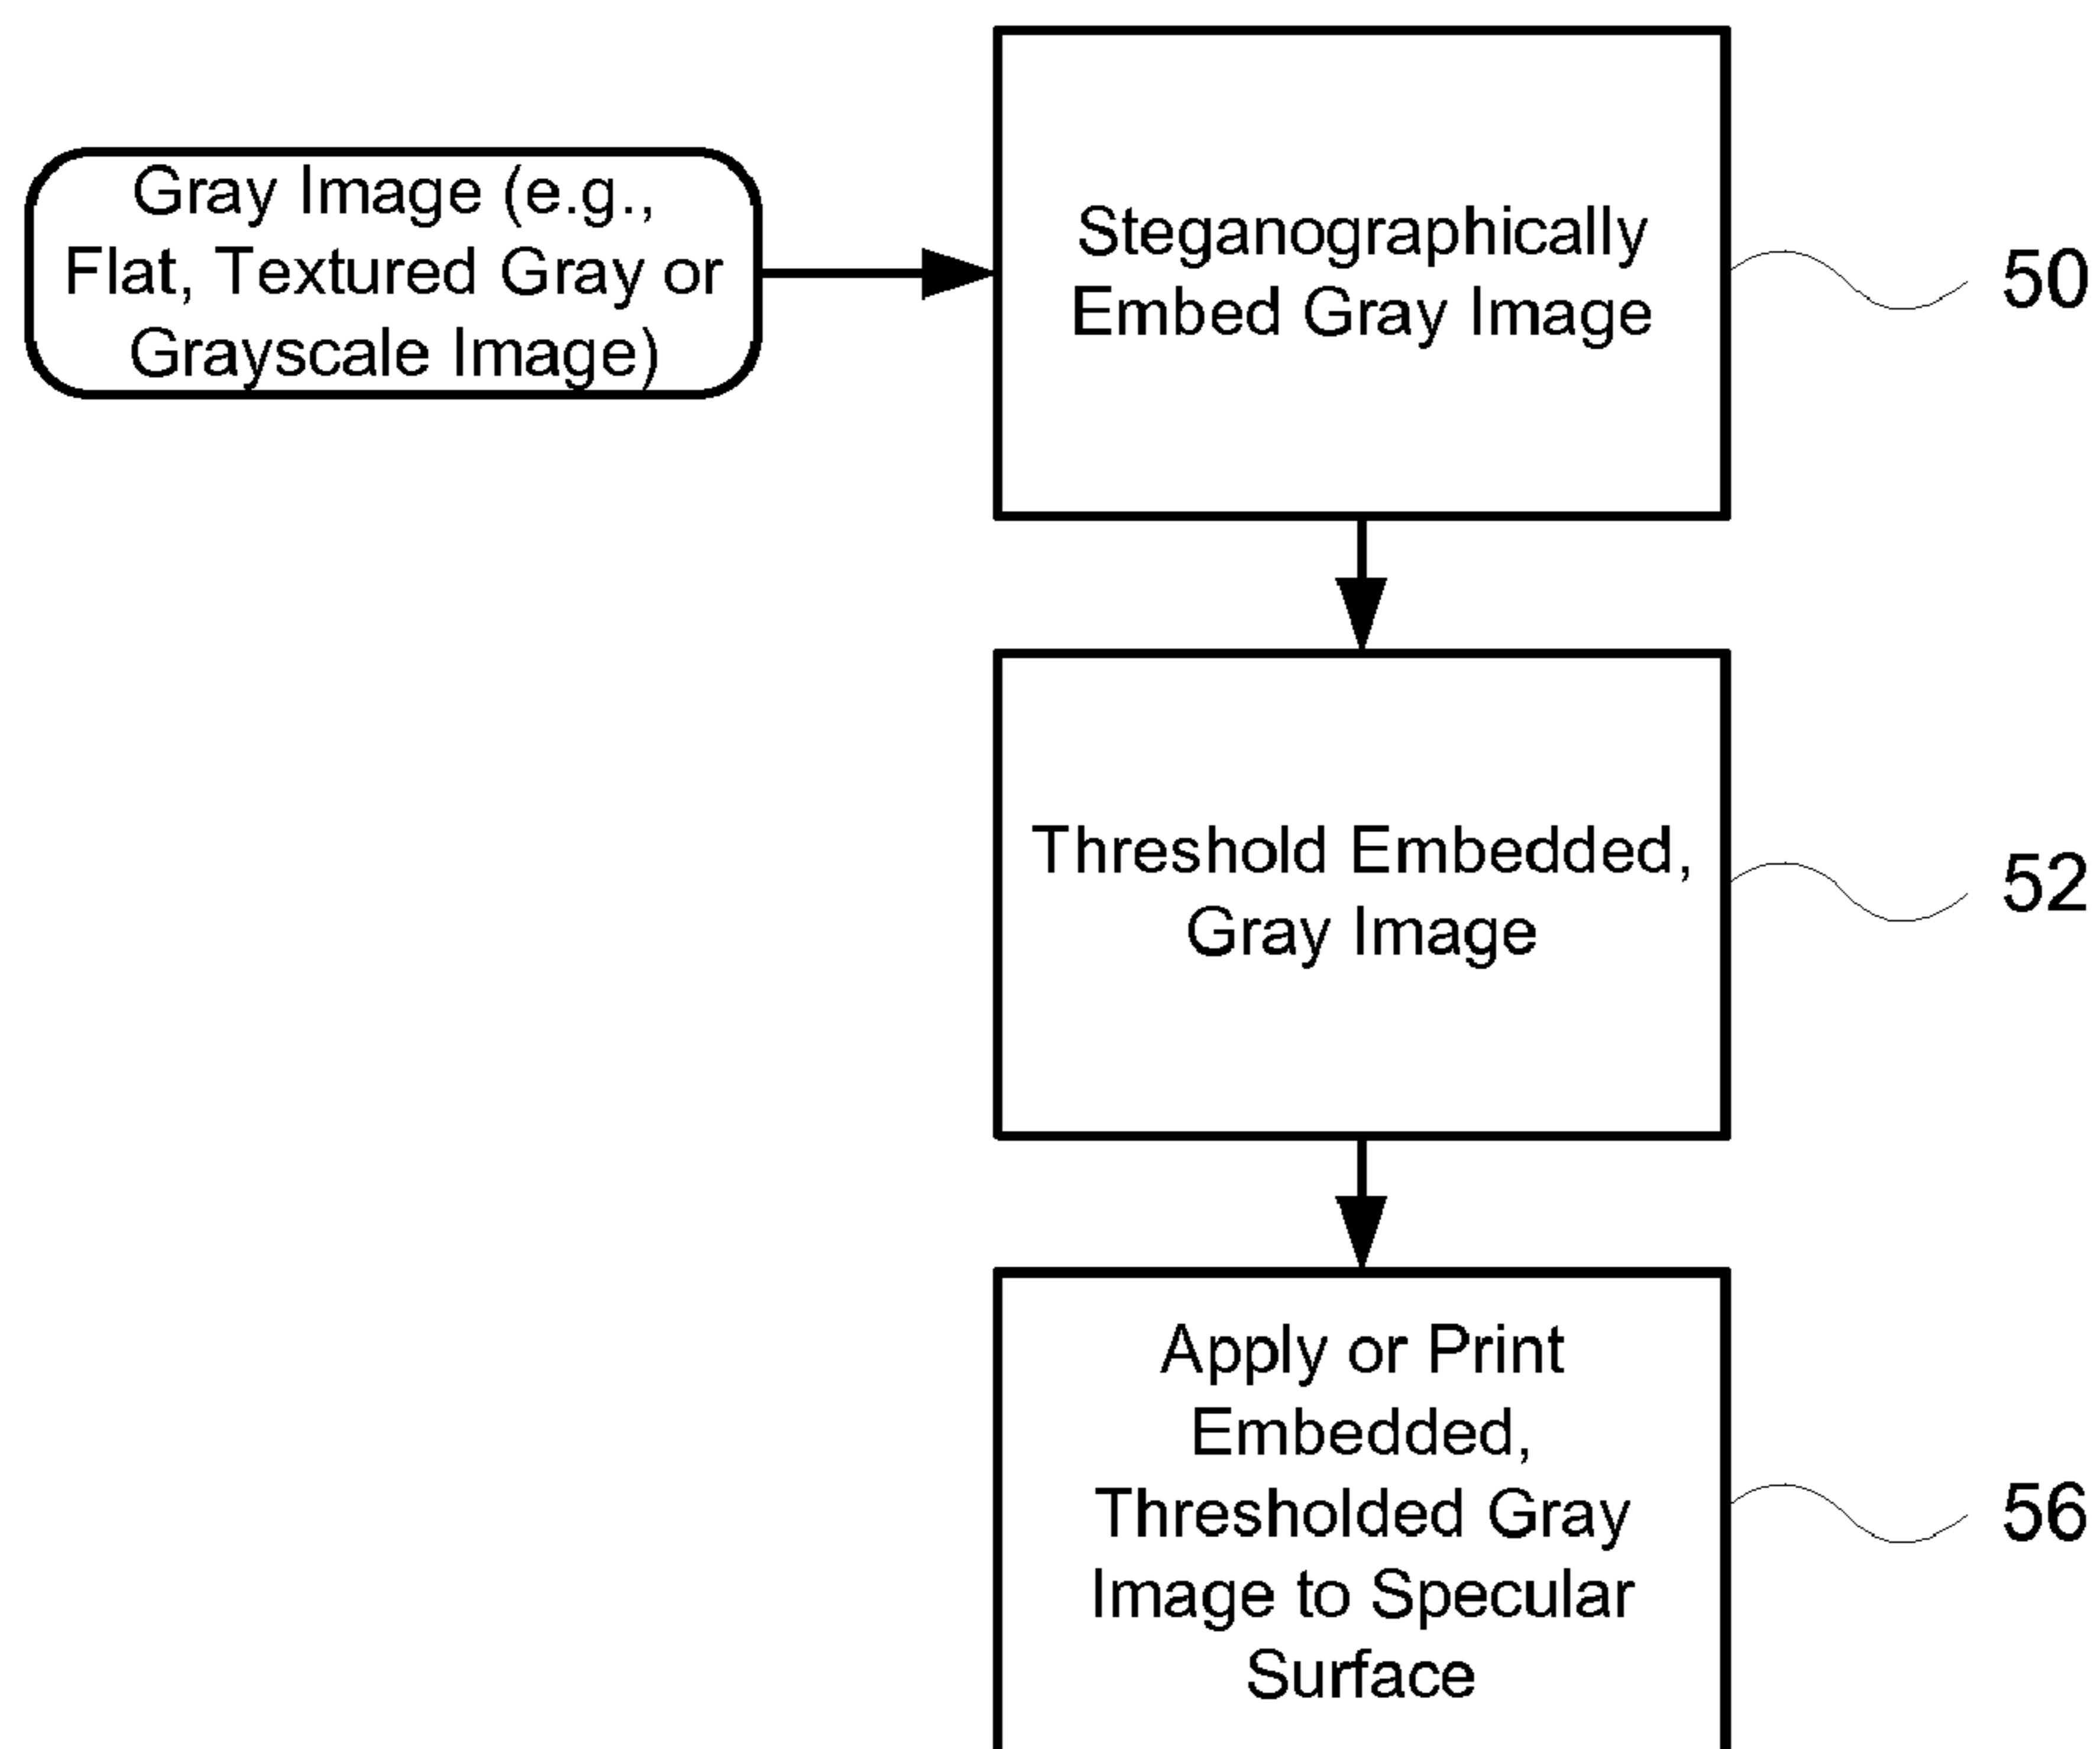 Gray Image (e.g.,
Flat, Textured Gray or
Grayscale Image)
Steganographically
Embed Gray Image
50
Threshold Embedded,
Gray Image
52
Apply or Print
Embedded,
Thresholded Gray
Image to Specular
Surface
56